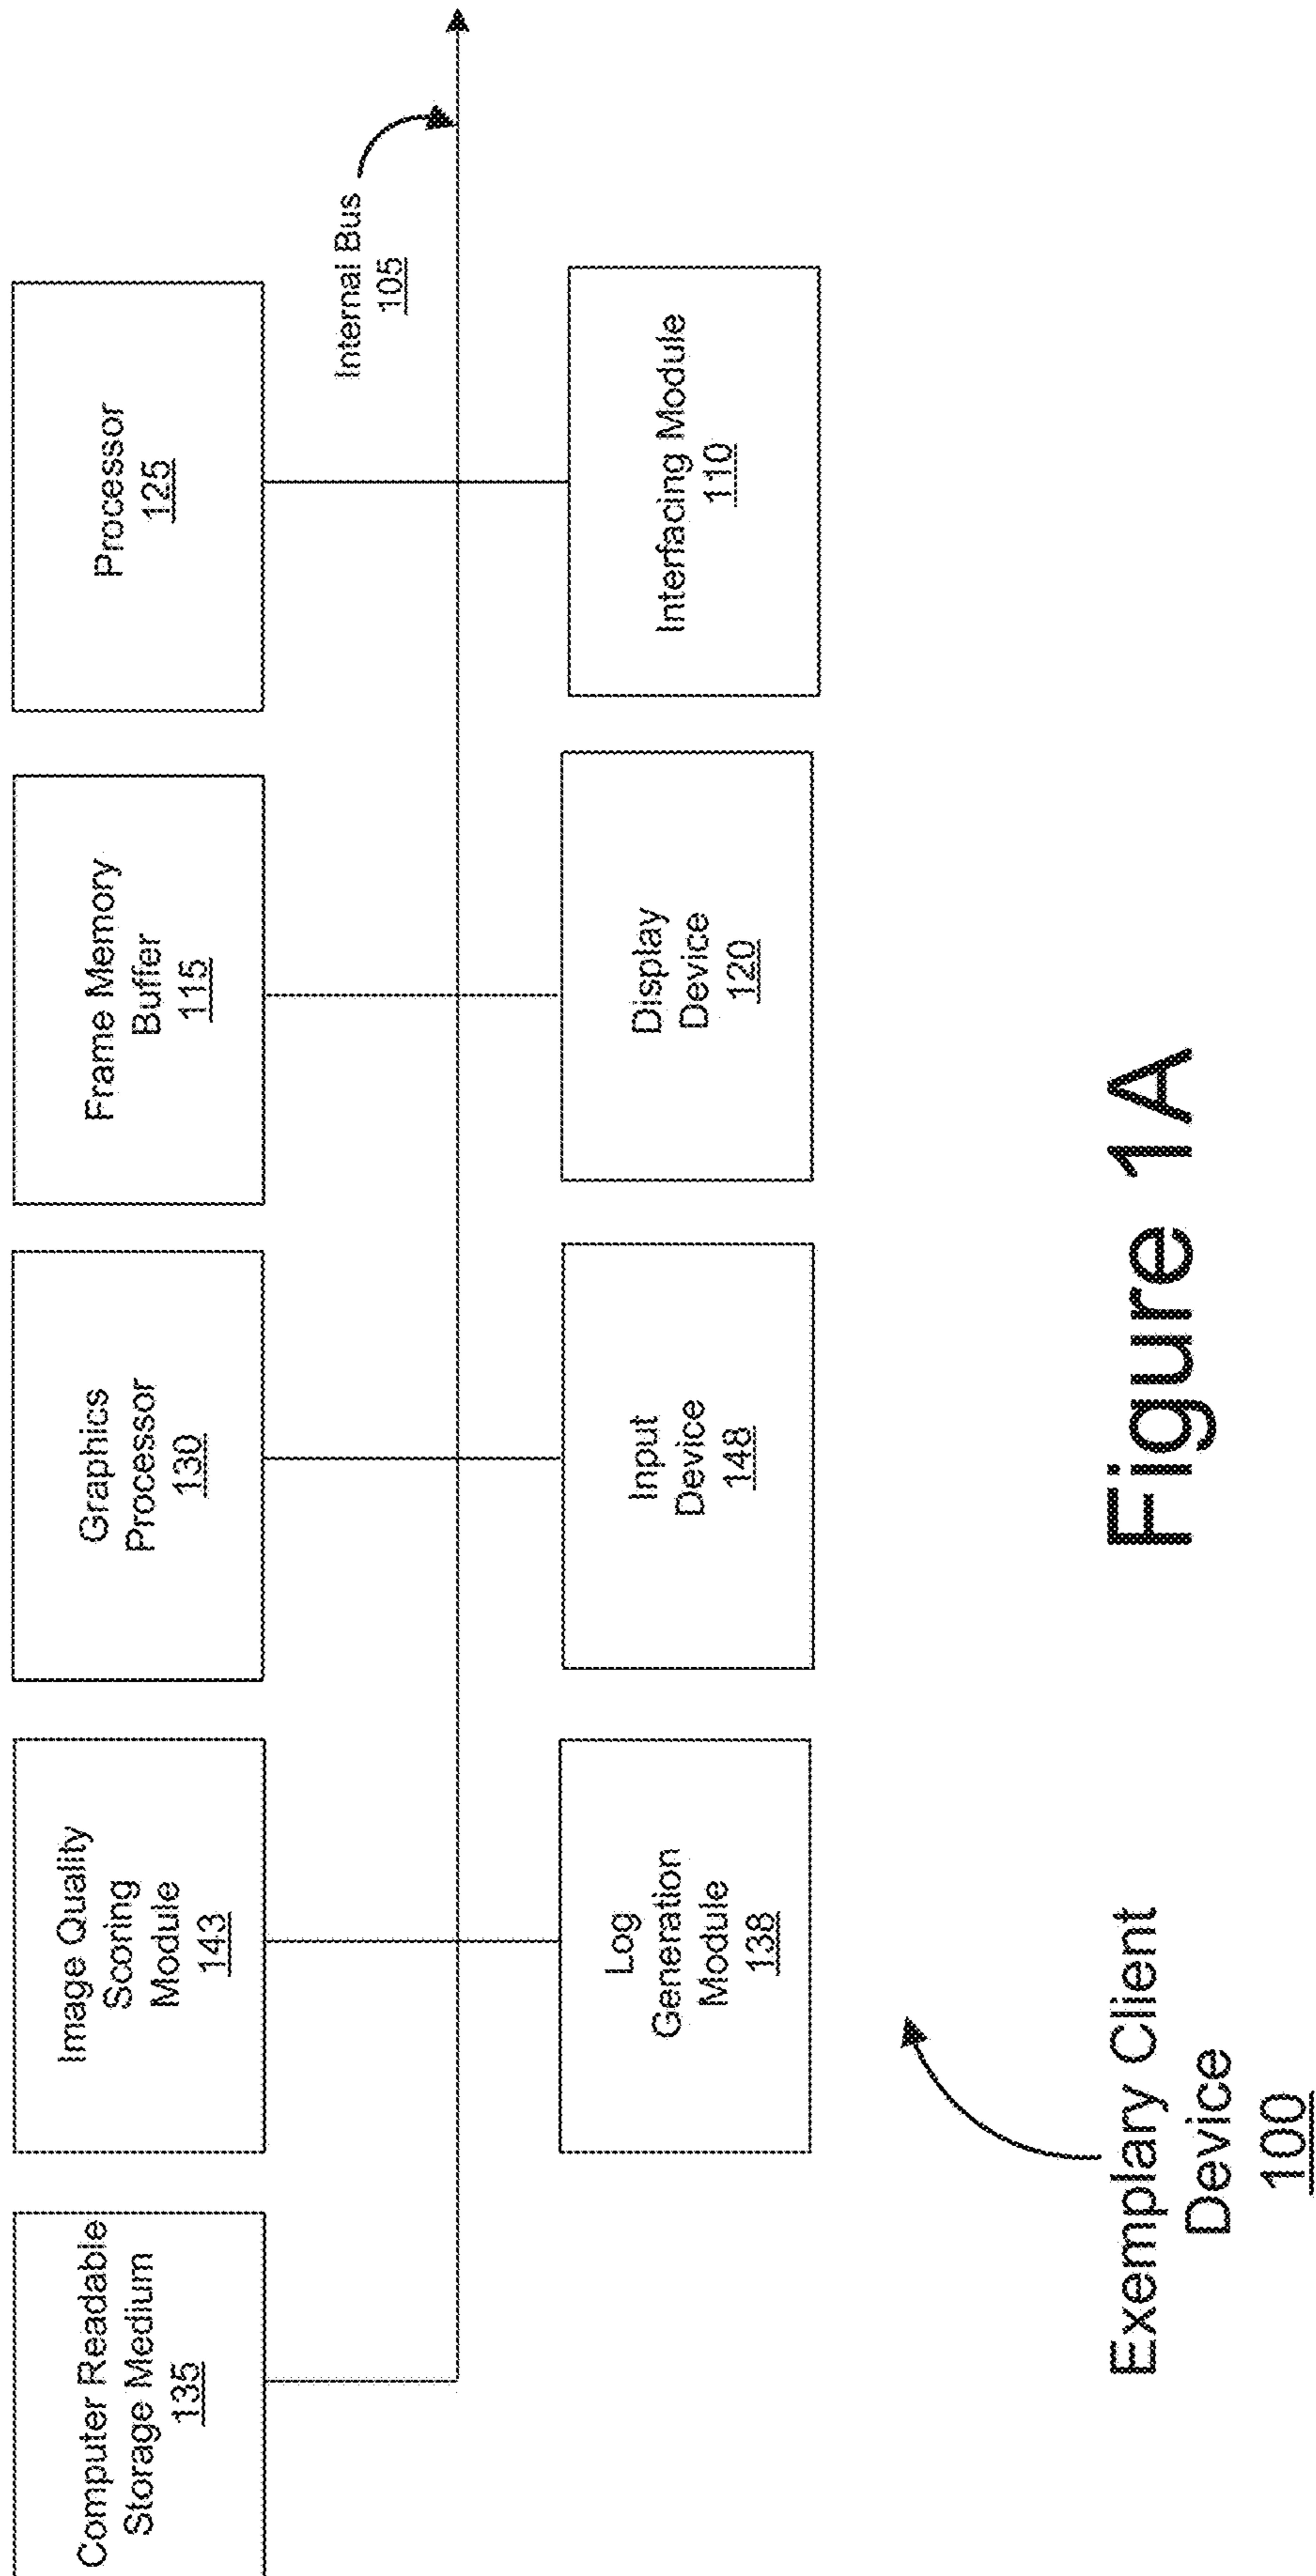 Computer Readable
Storage Medium
135
Image Quality
Scoring
Module
143
Graphics
Processor
130
Frame Memory
Buffer
115
Processor
125
Internal Bus
105
Log
Generation
Module
138
Input
Device
148
Display
Device
120
Interfacing Module
110
Exemplary Client
Device
100
Figure 1A